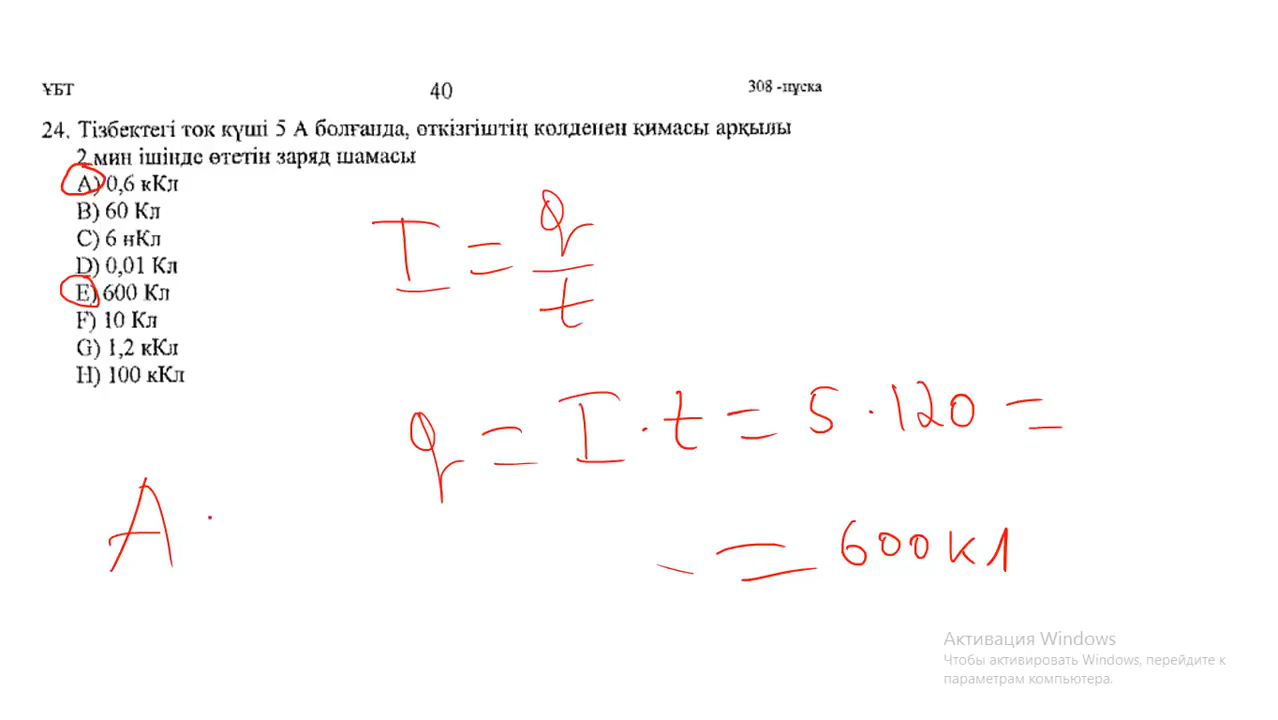 ҰБТ 40 308 -нұсқа
24. Тізбектегі ток күші 5 А болғанда, өткізгіштің көлденең қимасы арқылы
2 мин ішінде өтетін заряд шамасы
A) 0,6 кКл
B) 60 Кл
C) 6 нКл
D) 0,01 Кл
E) 600 Кл
F) 10 Кл
G) 1,2 кКл
H) 100 кКл
I = q/t
q = I · t = 5 · 120 =
= 600 кл
A
Активация Windows
Чтобы активировать Windows, перейдите к
параметрам компьютера.